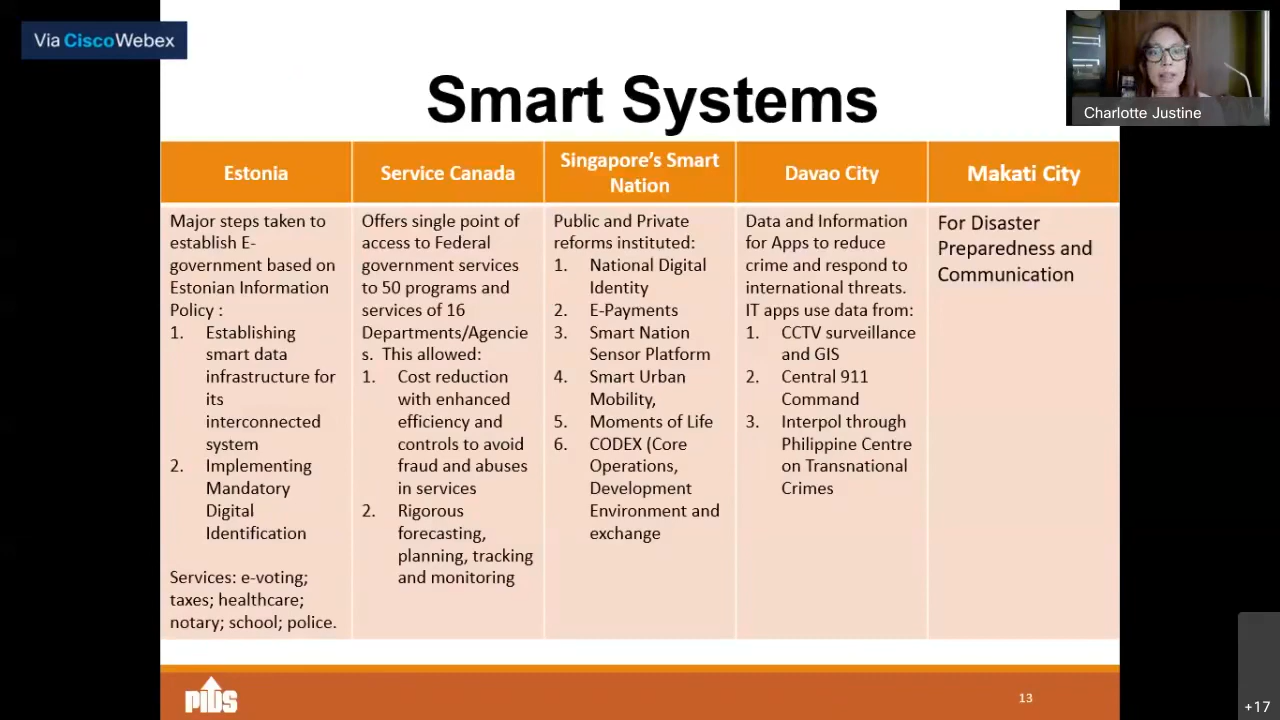 Via CiscoWebex
Charlotte Justine
Smart Systems
Estonia
Service Canada
Singapore's Smart
Nation
Davao City
Makati City
Major steps taken to
establish E-
government based on
Estonian Information
Policy :
1. Establishing
smart data
infrastructure for
its
interconnected
system
2. Implementing
Mandatory
Digital
Identification
Services: e-voting;
taxes; healthcare;
notary; school; police.
Offers single point of
access to Federal
government services
to 50 programs and
services of 16
Departments/Agencie
s. This allowed:
1. Cost reduction
with enhanced
efficiency and
controls to avoid
fraud and abuses
in services
2. Rigorous
forecasting,
planning, tracking
and monitoring
Public and Private
reforms instituted:
1. National Digital
Identity
2. E-Payments
3. Smart Nation
Sensor Platform
4. Smart Urban
Mobility,
5. Moments of Life
6. CODEX (Core
Operations,
Development
Environment and
exchange
Data and Information
for Apps to reduce
crime and respond to
international threats.
IT apps use data from:
1. CCTV surveillance
and GIS
2. Central 911
Command
3. Interpol through
Philippine Centre
on Transnational
Crimes
For Disaster
Preparedness and
Communication
PIDS
13
+17